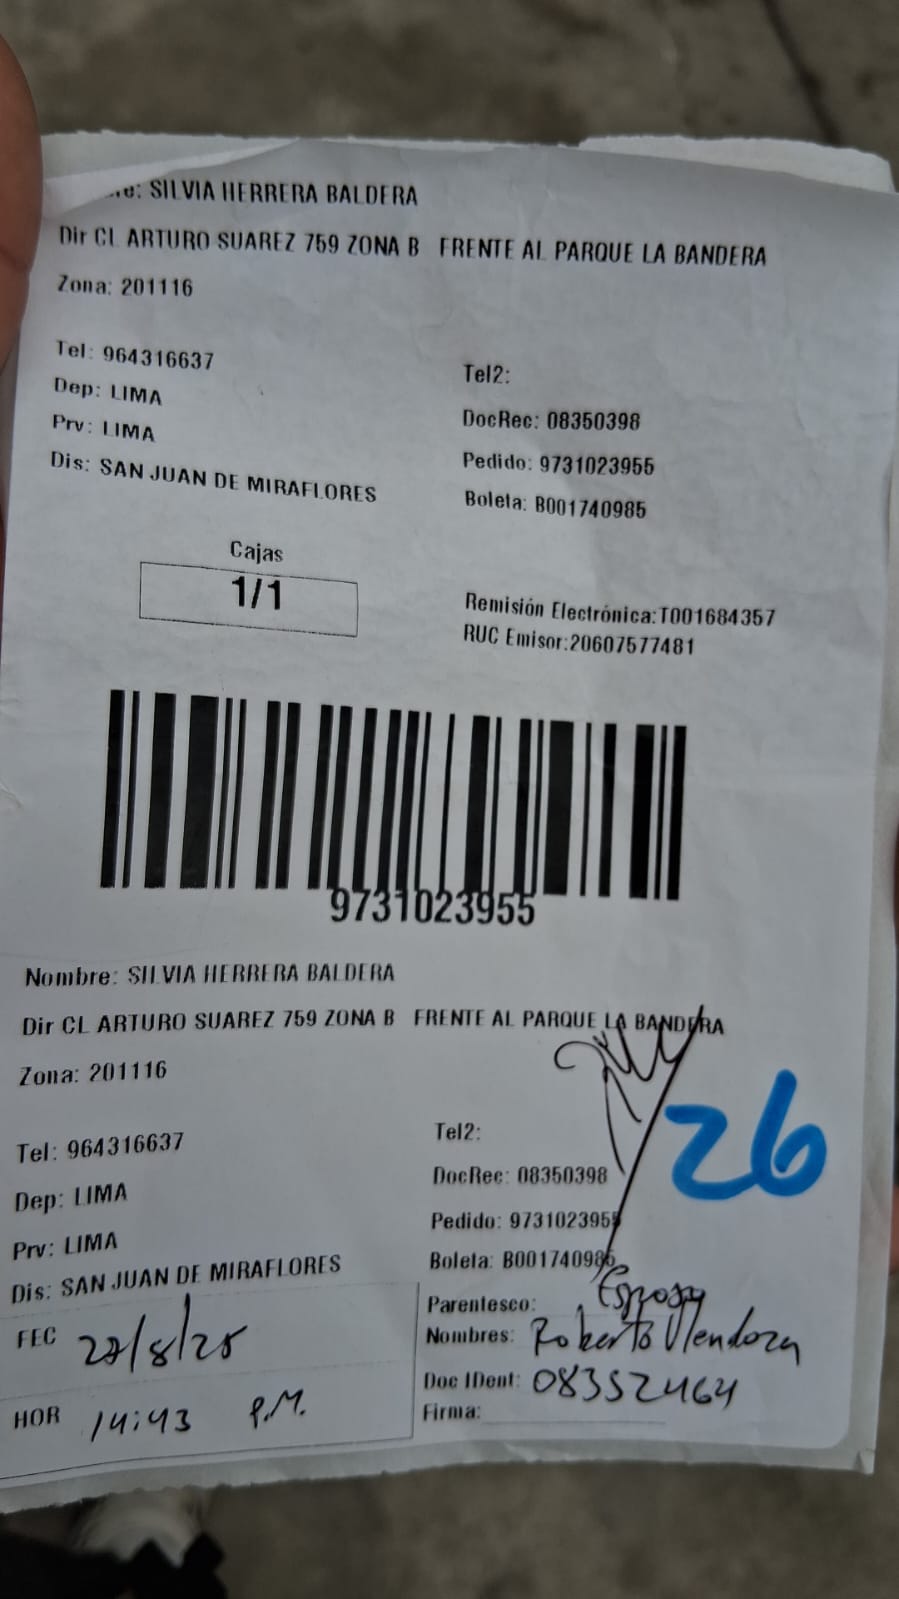 re: SILVIA HERRERA BALDERA
Dir CL ARTURO SUAREZ 759 ZONA B FRENTE AL PARQUE LA BANDERA
Zona: 201116
Tel: 964316637
Tel2:
Dep: LIMA
DocRec: 08350398
Prv: LIMA
Pedido: 9731023955
Dis: SAN JUAN DE MIRAFLORES
Boleta: B001740985
Cajas
1/1
Remisión Electrónica:T001684357
RUC Emisor:20607577481
9731023955
Nombre: SILVIA HERRERA BALDERA
Dir CL ARTURO SUAREZ 759 ZONA B FRENTE AL PARQUE LA BANDERA
Zona: 201116
26
Tel: 964316637
Tel2:
Dep: LIMA
DocRec: 08350398
Prv: LIMA
Pedido: 9731023955
Dis: SAN JUAN DE MIRAFLORES
Boleta: B001740985
Parentesco: Esposo
FEC 27/8/25
Nombres: Roberto Mendoza
Doc IDent: 08352464
HOR 14:43 P.M.
Firma: